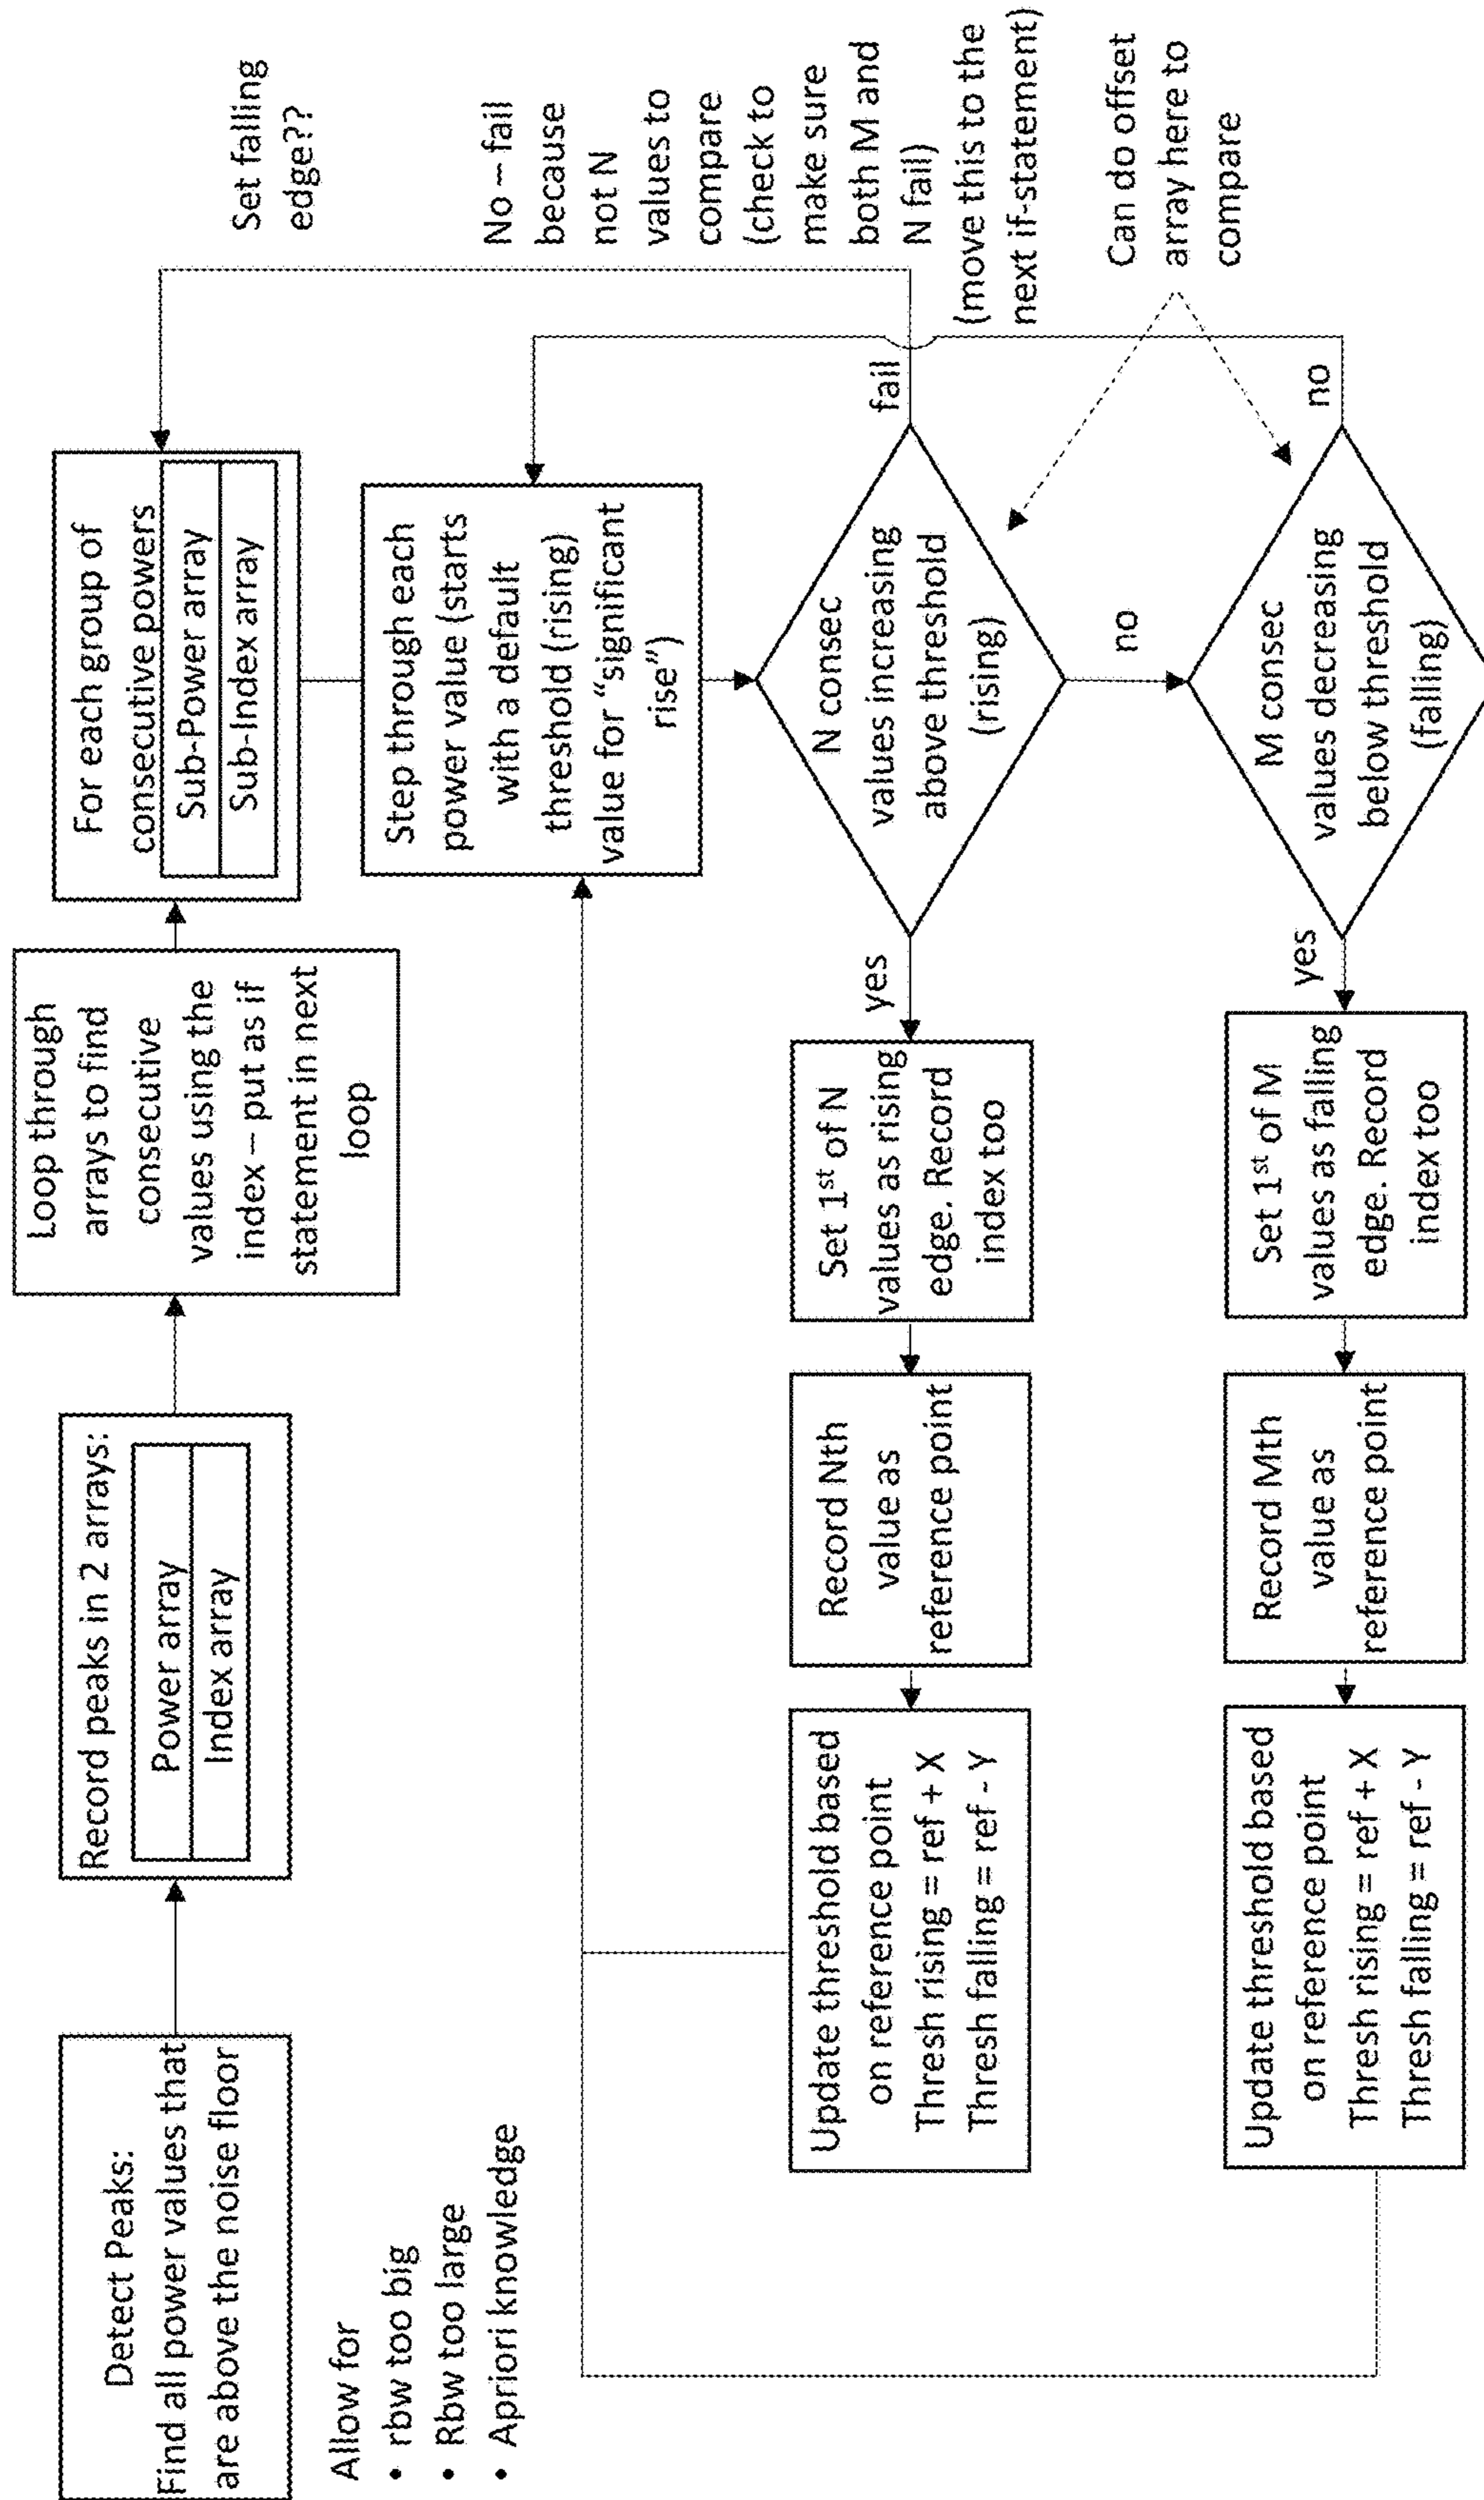 Detect Peaks:
Find all power values that
are above the noise floor
Record peaks in 2 arrays:
Power array
Index array
Loop through
arrays to find
consecutive
values using the
index – put as if
statement in next
loop
For each group of
consecutive powers
Sub-Power array
Sub-Index array
Set falling
edge??
Allow for
• rbw too big
• Rbw too large
• Apriori knowledge
Step through each
power value (starts
with a default
threshold (rising)
value for “significant
rise”)
No – fail
because
not N
values to
compare
(check to
make sure
both M and
N fail)
(move this to the
next if-statement)
Update threshold based
on reference point
Thresh rising = ref + X
Thresh falling = ref - Y
Record Nth
value as
reference point
Set 1st of N
values as rising
edge. Record
index too
yes
N consec
values increasing
above threshold
(rising)
fail
no
Can do offset
array here to
compare
Update threshold based
on reference point
Thresh rising = ref + X
Thresh falling = ref - Y
Record Mth
value as
reference point
Set 1st of M
values as falling
edge. Record
index too
yes
M consec
values decreasing
below threshold
(falling)
no